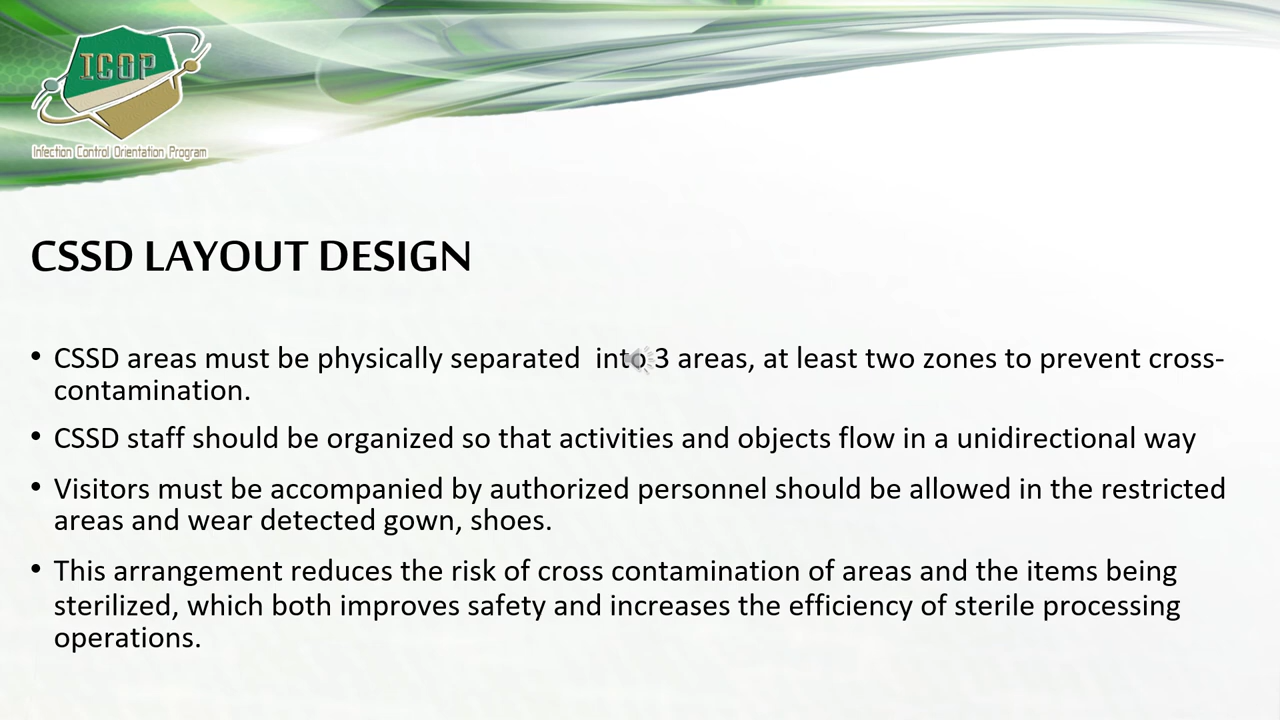 ICOP
Infection Control Orientation Program
CSSD LAYOUT DESIGN
• CSSD areas must be physically separated  into 3 areas, at least two zones to prevent cross-
contamination.
• CSSD staff should be organized so that activities and objects flow in a unidirectional way
• Visitors must be accompanied by authorized personnel should be allowed in the restricted
areas and wear detected gown, shoes.
• This arrangement reduces the risk of cross contamination of areas and the items being
sterilized, which both improves safety and increases the efficiency of sterile processing
operations.